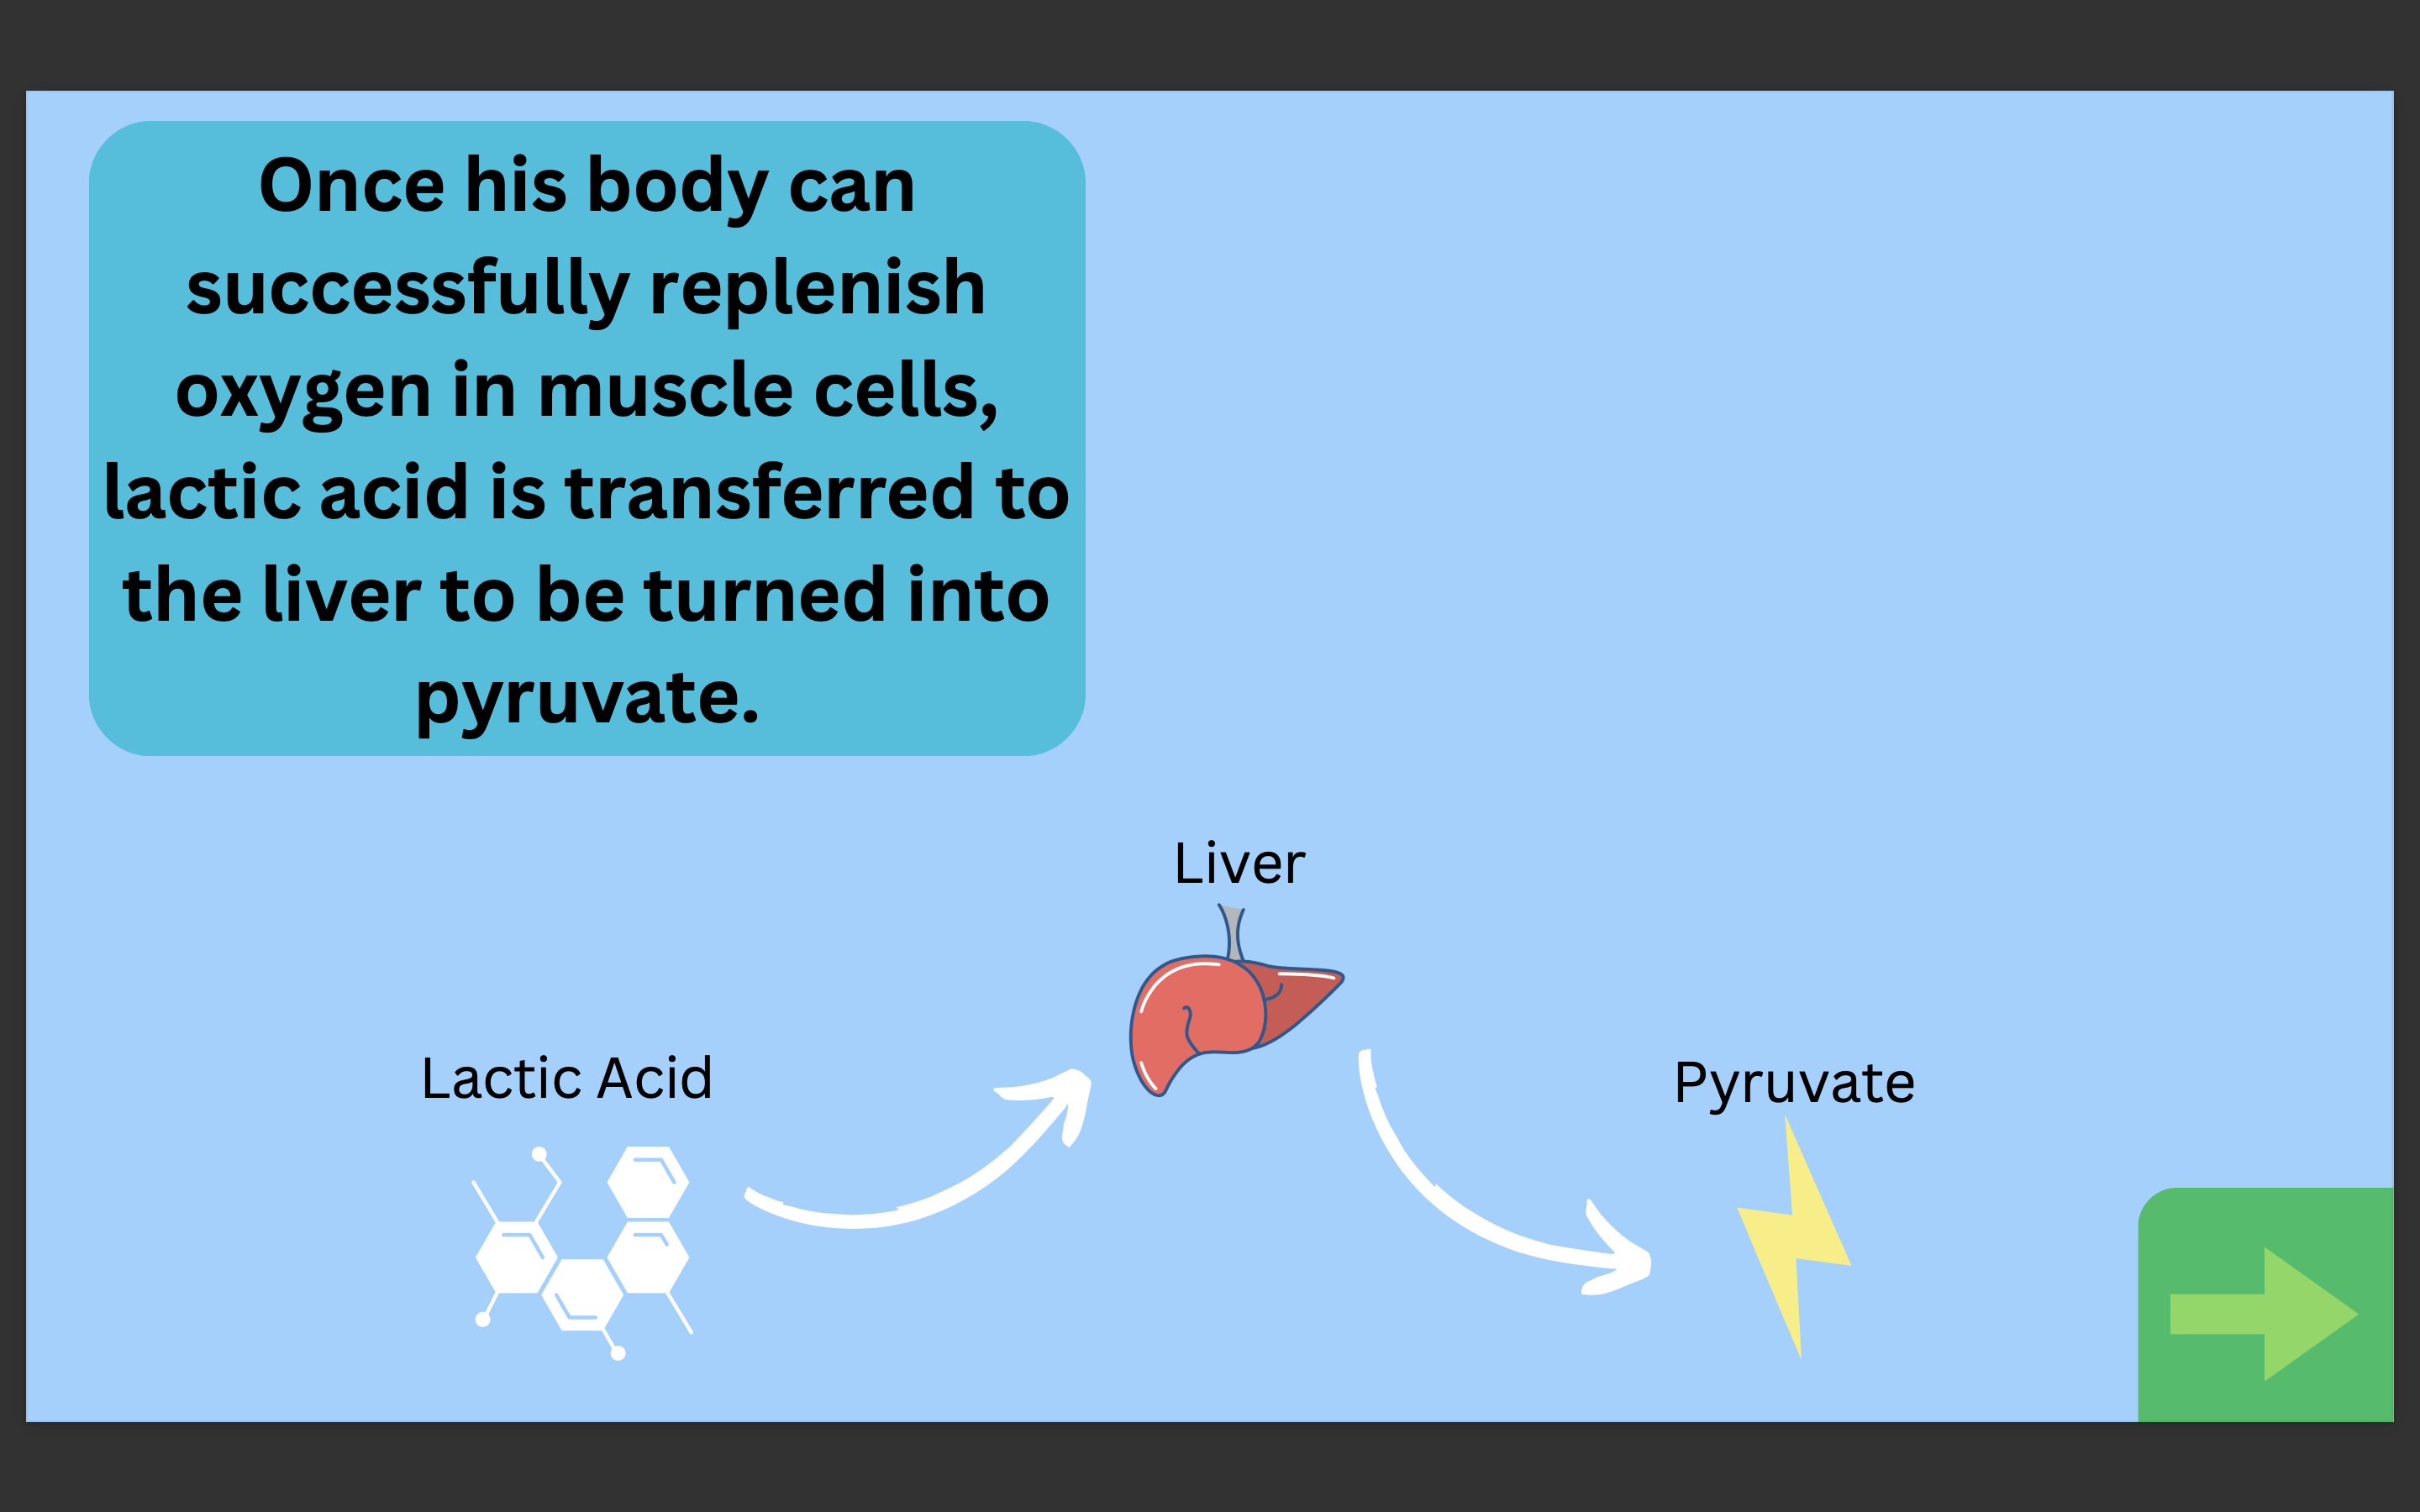 Once his body can
successfully replenish
oxygen in muscle cells,
lactic acid is transferred to
the liver to be turned into
pyruvate.
Liver
Lactic Acid
Pyruvate